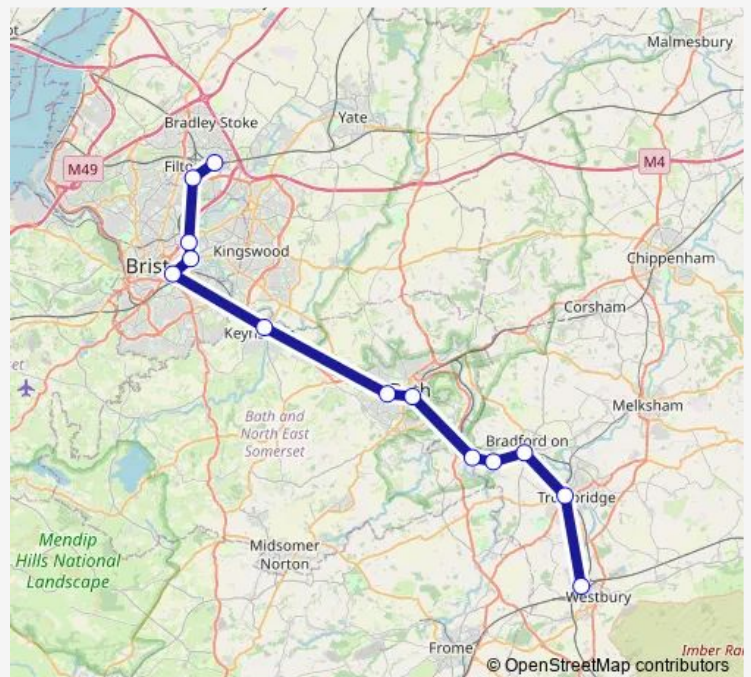 Malmesbury
Yate
Bradley Stoke
M49
Filto
M4
Kingswood
Brist
Chippenham
Corsham
Keyn
Bath and
North East
Somerset
Melksham
Bradford on
bridge
Mendip
Hills National
Landscape
Midsomer
Norton
Westbury
Frome
Imber Ra
© OpenStreetMap contributors